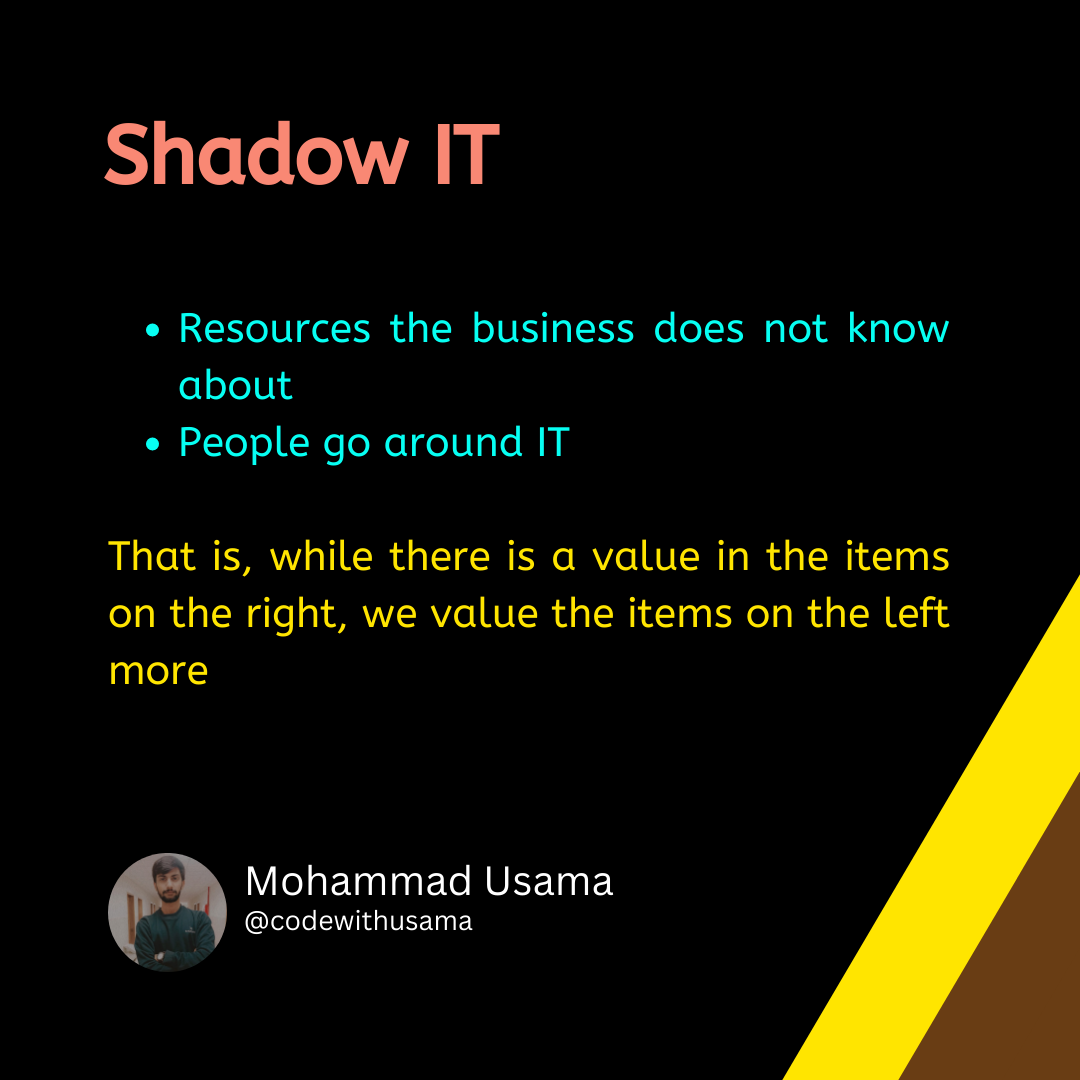 Shadow IT
• Resources the business does not know
about
• People go around IT
That is, while there is a value in the items
on the right, we value the items on the left
more
Mohammad Usama
@codewithusama